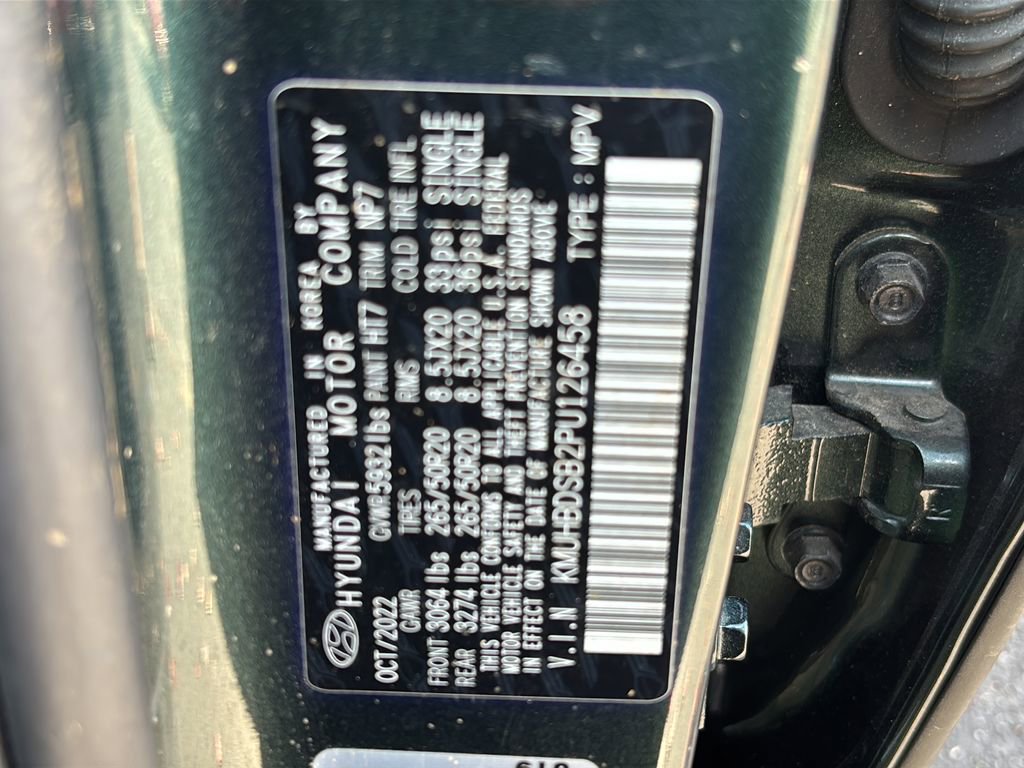 MANUFACTURED IN KOREA BY
HYUNDAI MOTOR COMPANY
OCT/2022 GVWR 5932 lbs PAINT HT7 TRIM NP7
GAWR TIRES RIMS COLD TIRE INFL
FRONT 3064 lbs 265/50R20 8.5JX20 33psi SINGLE
REAR 3274 lbs 265/50R20 8.5JX20 36psi SINGLE
THIS VEHICLE CONFORMS TO ALL APPLICABLE U.S.A. FEDERAL
MOTOR VEHICLE SAFETY AND THEFT PREVENTION STANDARDS
IN EFFECT ON THE DATE OF MANUFACTURE SHOWN ABOVE
V.I.N KMUHBDSB2PU126458 TYPE : MPV